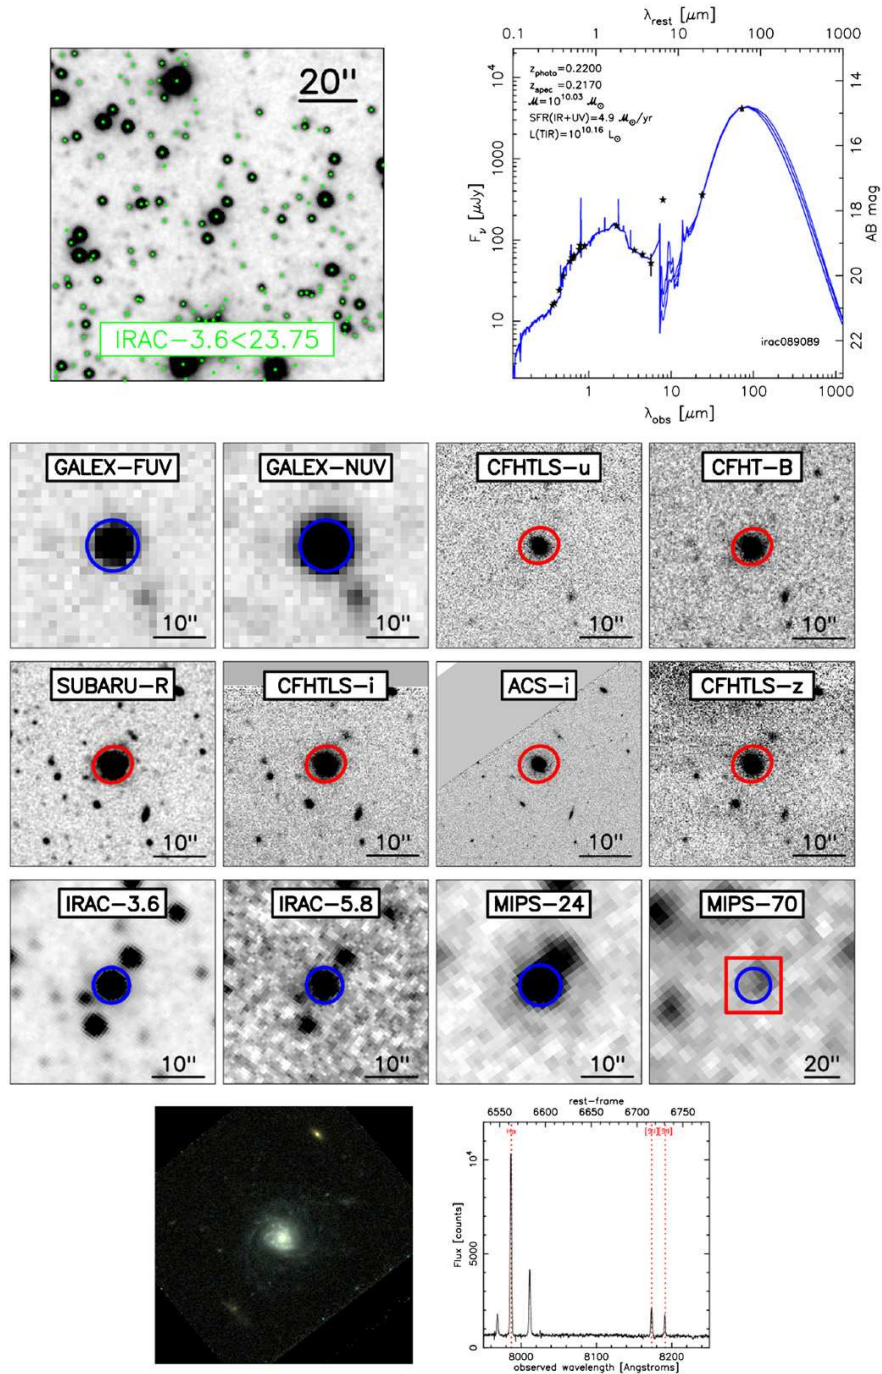 20"
IRAC-3.6<23.75
λrest [μm]
0.1 1 10 100 1000
zphoto=0.2200
zspec=0.2170
ℳ=10^10.03 ℳ⊙
SFR(IR+UV)=4.9 ℳ⊙/yr
L(TIR)=10^10.16 L⊙
Fν [μJy]
10^4
1000
100
10
AB mag
14
16
18
20
22
irac089089
1 10 100 1000
λobs [μm]
GALEX-FUV
10"
GALEX-NUV
10"
CFHTLS-u
10"
CFHT-B
10"
SUBARU-R
10"
CFHTLS-i
10"
ACS-i
10"
CFHTLS-z
10"
IRAC-3.6
10"
IRAC-5.8
10"
MIPS-24
10"
MIPS-70
20"
rest-frame
6550 6600 6650 6700 6750
Flux [counts]
10^4
5000
0
8000 8100 8200
observed wavelength [Angstroms]